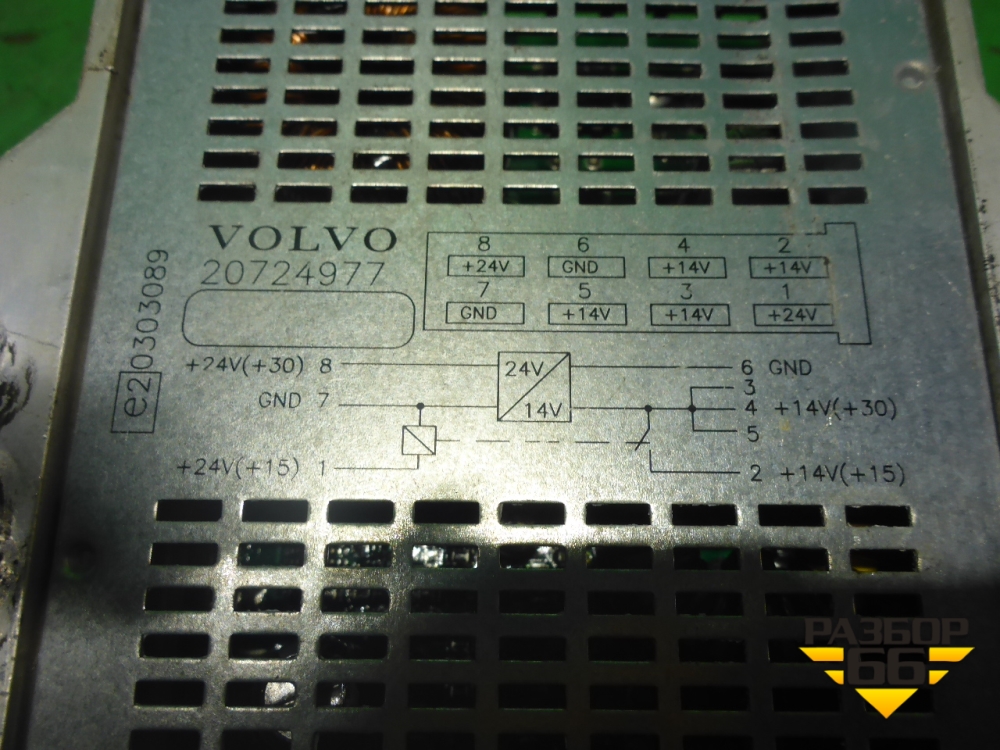 VOLVO
20724977
e2 0303089
8 6 4 2
+24V GND +14V +14V
7 5 3 1
GND +14V +14V +24V
+24V(+30) 8
GND 7
+24V(+15) 1
24V
14V
6 GND
3
4 +14V(+30)
5
2 +14V(+15)
РАЗБОР
66